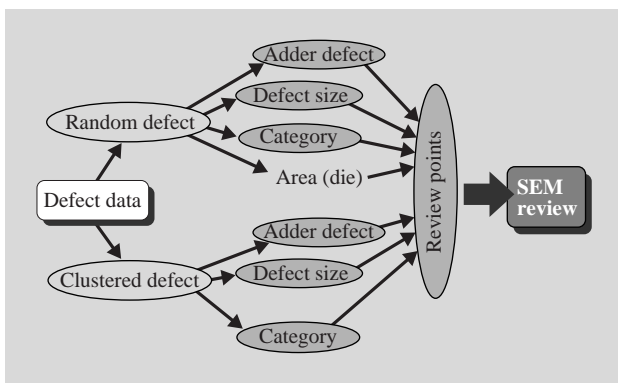 Adder defect
Defect size
Random defect
Category
Area (die)
Defect data
Review points
SEM
review
Adder defect
Clustered defect
Defect size
Category